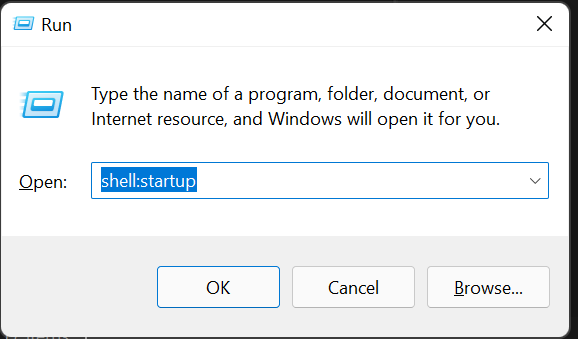 Run
Type the name of a program, folder, document, or
Internet resource, and Windows will open it for you.
Open: shell:startup
OK Cancel Browse...